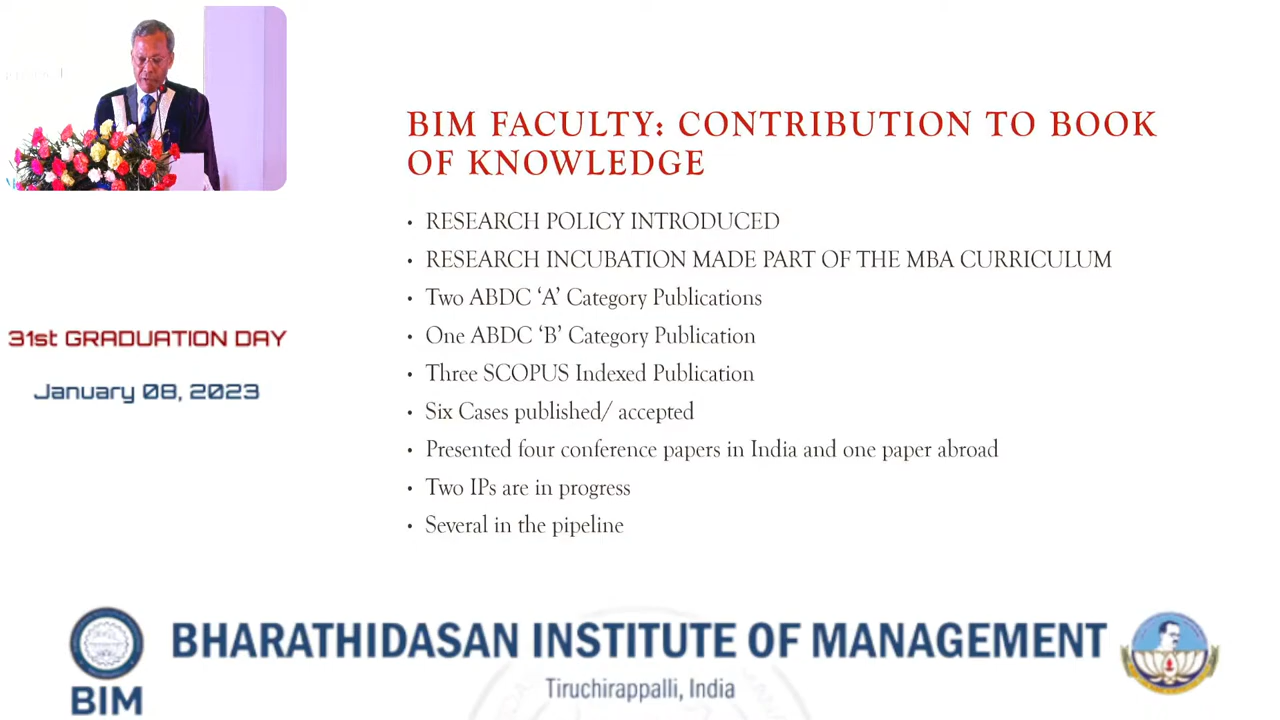 BIM FACULTY: CONTRIBUTION TO BOOK
OF KNOWLEDGE
• RESEARCH POLICY INTRODUCED
• RESEARCH INCUBATION MADE PART OF THE MBA CURRICULUM
• Two ABDC ‘A’ Category Publications
• One ABDC ‘B’ Category Publication
• Three SCOPUS Indexed Publication
• Six Cases published/ accepted
• Presented four conference papers in India and one paper abroad
• Two IPs are in progress
• Several in the pipeline
31st GRADUATION DAY
January 08, 2023
BHARATHIDASAN INSTITUTE OF MANAGEMENT
Tiruchirappalli, India
BIM